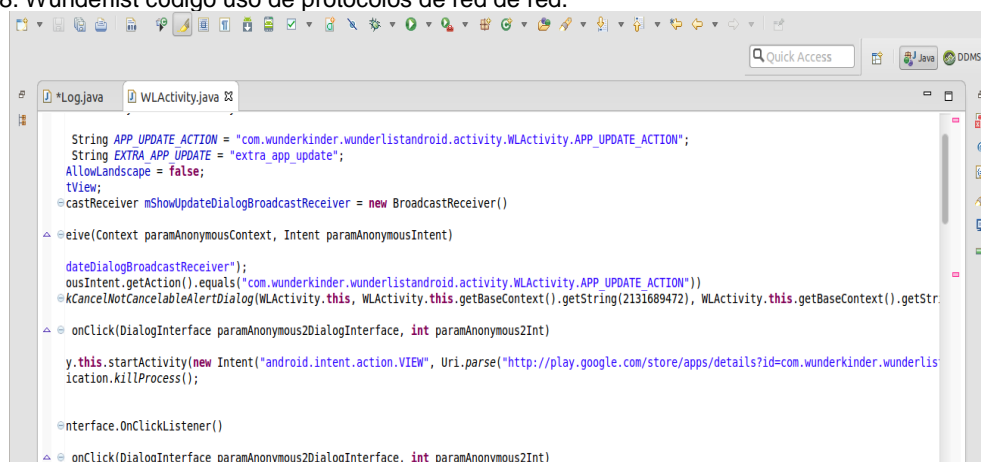 8. Wunderlist código uso de protocolos de red de red.
Quick Access
Java
DDMS
*Log.java
WLActivity.java
String APP_UPDATE_ACTION = "com.wunderkinder.wunderlistandroid.activity.WLActivity.APP_UPDATE_ACTION";
String EXTRA_APP_UPDATE = "extra_app_update";
AllowLandscape = false;
tView;
castReceiver mShowUpdateDialogBroadcastReceiver = new BroadcastReceiver()
eive(Context paramAnonymousContext, Intent paramAnonymousIntent)
dateDialogBroadcastReceiver");
ousIntent.getAction().equals("com.wunderkinder.wunderlistandroid.activity.WLActivity.APP_UPDATE_ACTION"))
kCancelNotCancelableAlertDialog(WLActivity.this, WLActivity.this.getBaseContext().getString(2131689472), WLActivity.this.getBaseContext().getStr
onClick(DialogInterface paramAnonymous2DialogInterface, int paramAnonymous2Int)
y.this.startActivity(new Intent("android.intent.action.VIEW", Uri.parse("http://play.google.com/store/apps/details?id=com.wunderkinder.wunderlis
ication.killProcess();
nterface.OnClickListener()
onClick(DialogInterface paramAnonymous2DialogInterface, int paramAnonymous2Int)